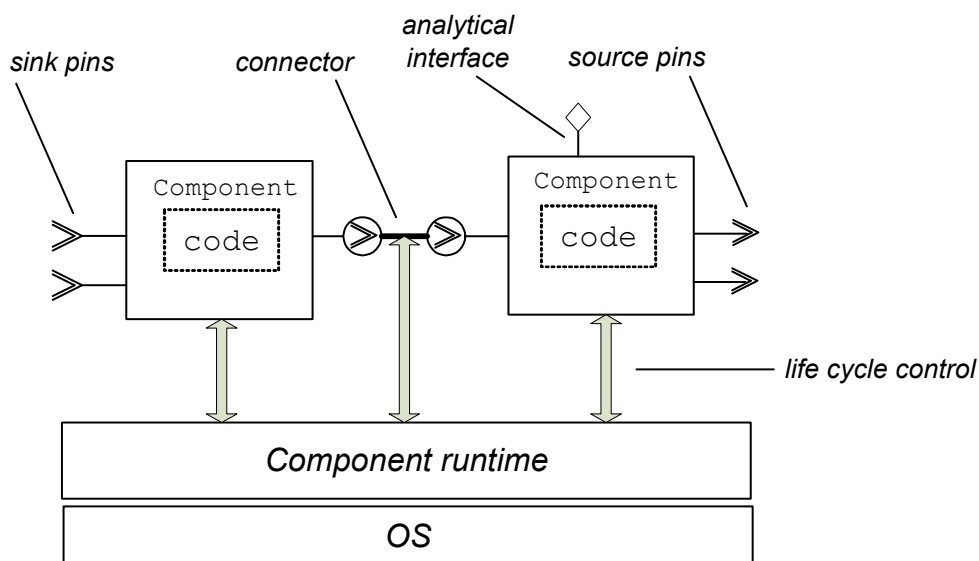 analytical
interface
sink pins
connector
source pins
Component
code
Component
code
life cycle control
Component runtime
OS